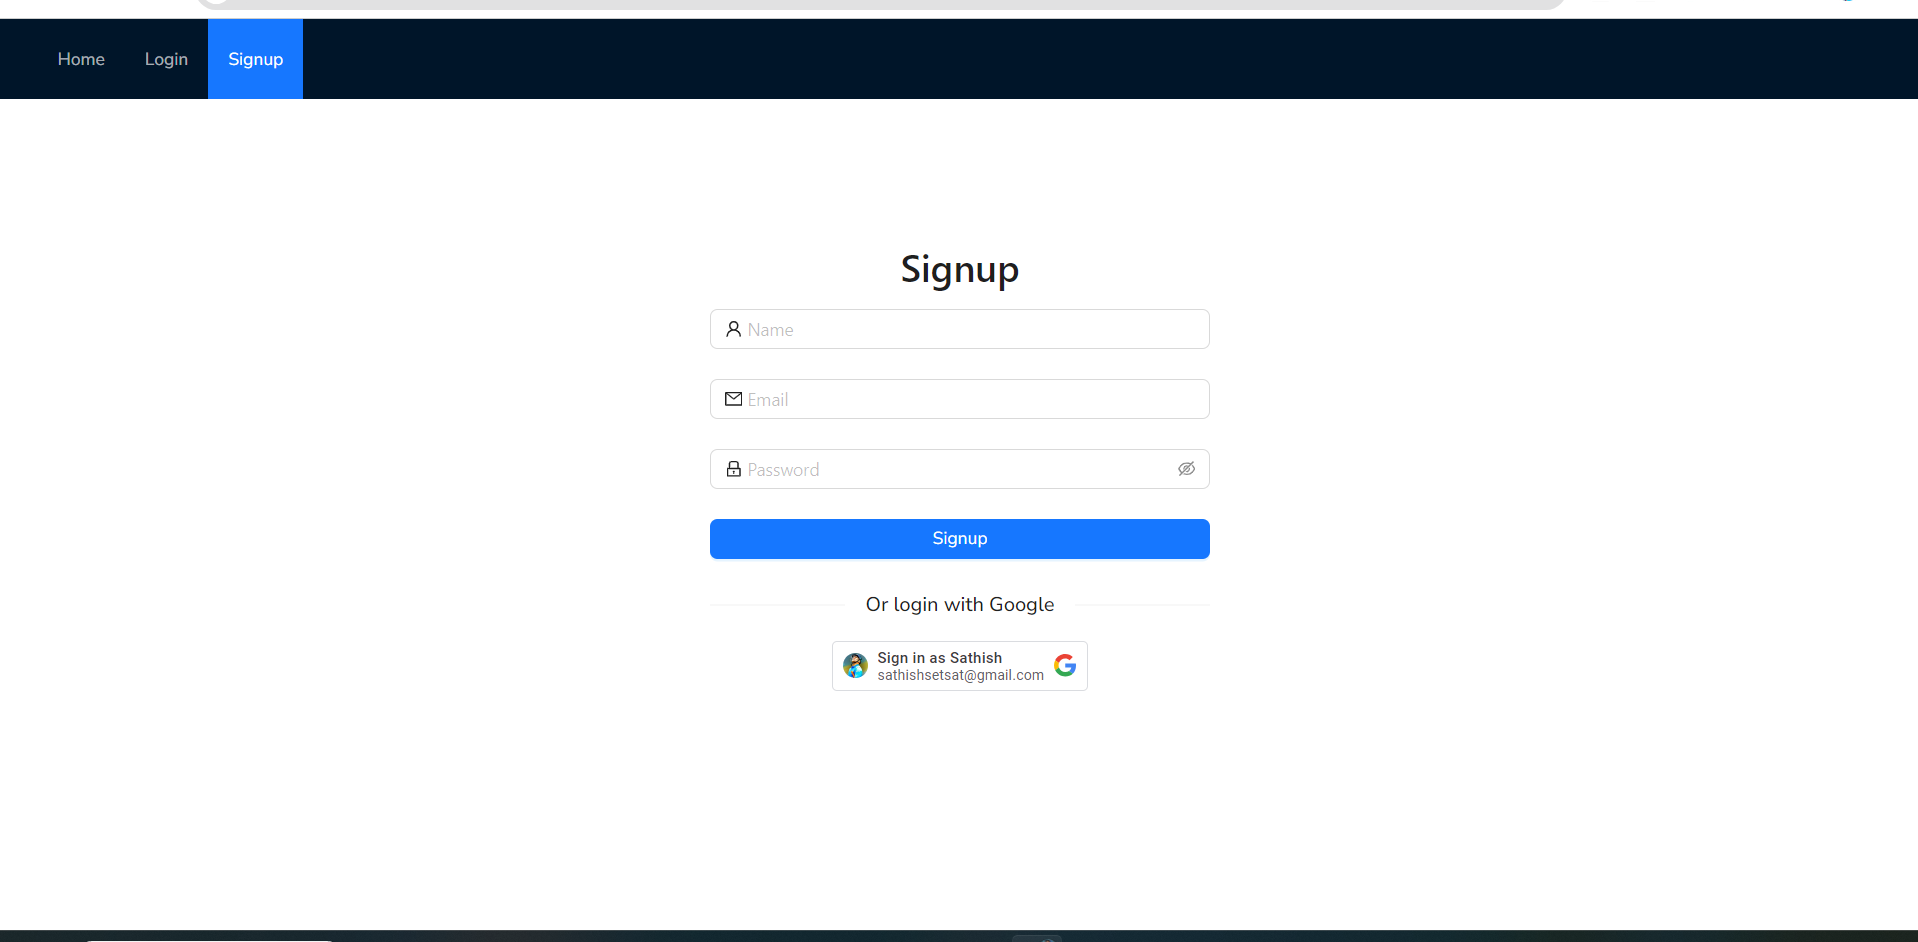 Home Login Signup
Signup
Name
Email
Password
Signup
Or login with Google
Sign in as Sathish
sathishsetsat@gmail.com